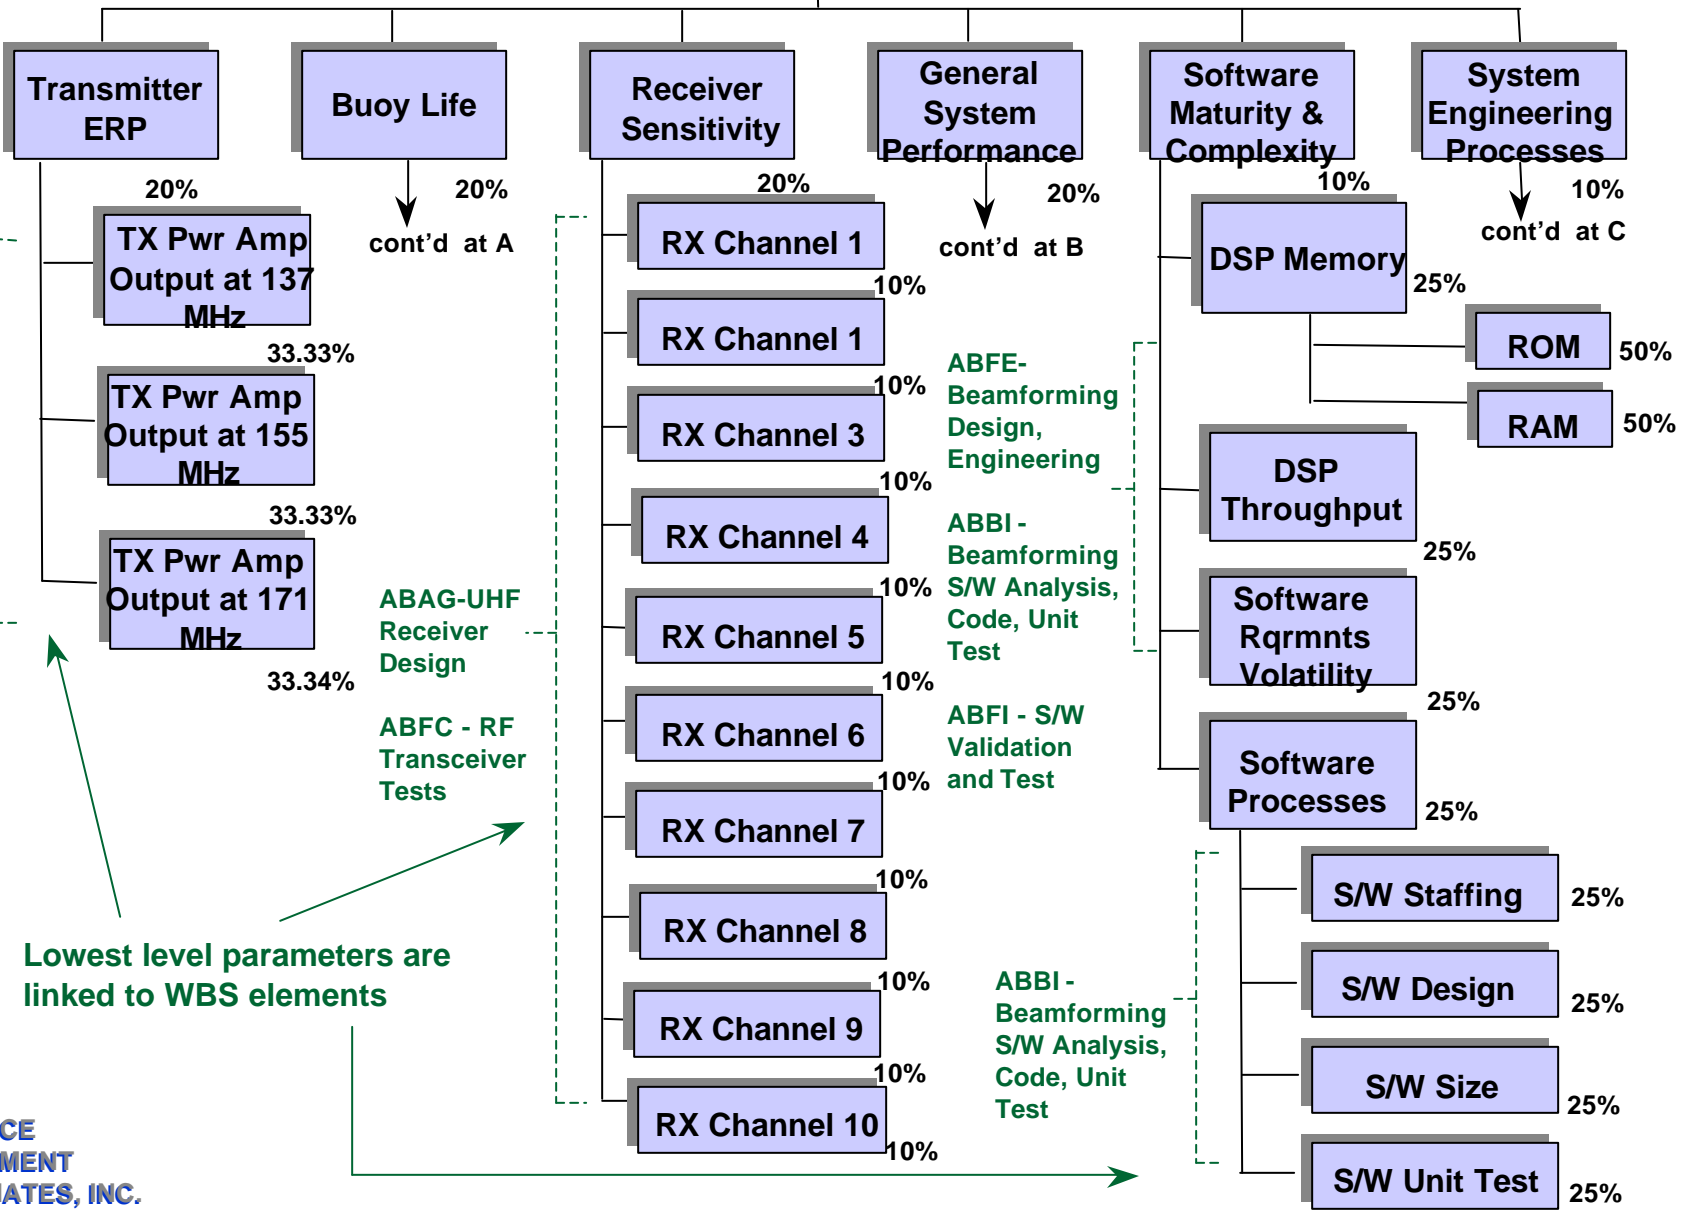 Transmitter
ERP
20%
TX Pwr Amp
Output at 137
MHz
33.33%
TX Pwr Amp
Output at 155
MHz
33.33%
TX Pwr Amp
Output at 171
MHz
33.34%
Buoy Life
20%
cont'd at A
Receiver
Sensitivity
20%
RX Channel 1
10%
RX Channel 1
10%
RX Channel 3
10%
RX Channel 4
10%
RX Channel 5
10%
RX Channel 6
10%
RX Channel 7
10%
RX Channel 8
10%
RX Channel 9
10%
RX Channel 10
10%
ABAG-UHF
Receiver
Design
ABFC - RF
Transceiver
Tests
General
System
Performance
20%
cont'd at B
Software
Maturity &
Complexity
10%
DSP Memory
25%
ROM
50%
RAM
50%
DSP
Throughput
25%
Software
Rqrmnts
Volatility
25%
Software
Processes
25%
S/W Staffing
25%
S/W Design
25%
S/W Size
25%
S/W Unit Test
25%
ABFE-
Beamforming
Design,
Engineering
ABBI -
Beamforming
S/W Analysis,
Code, Unit
Test
ABFI - S/W
Validation
and Test
ABBI -
Beamforming
S/W Analysis,
Code, Unit
Test
System
Engineering
Processes
10%
cont'd at C
Lowest level parameters are
linked to WBS elements
CE
MENT
IATES, INC.